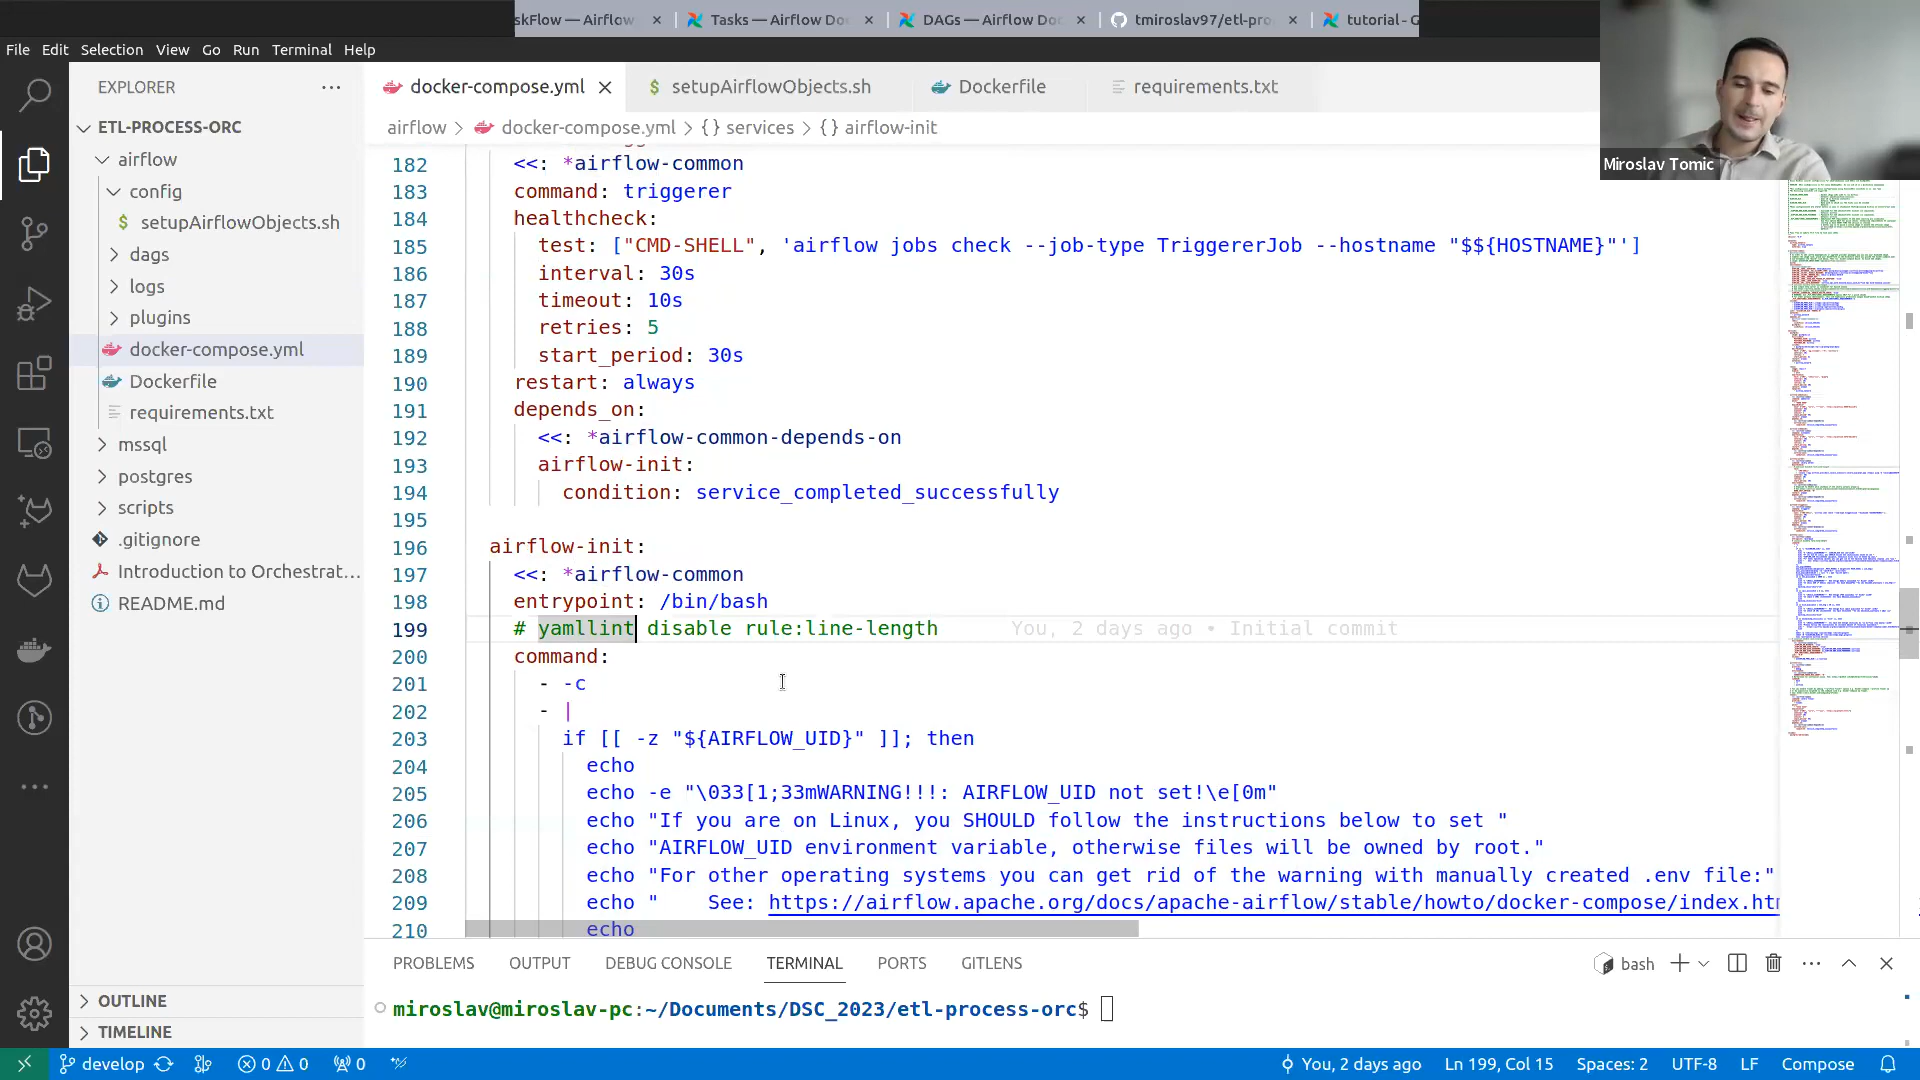 skFlow — Airflow
Tasks — Airflow Do
DAGs — Airflow Do
tmiroslav97/etl-pro
tutorial - G
File Edit Selection View Go Run Terminal Help
EXPLORER
ETL-PROCESS-ORC
airflow
config
setupAirflowObjects.sh
dags
logs
plugins
docker-compose.yml
Dockerfile
requirements.txt
mssql
postgres
scripts
.gitignore
Introduction to Orchestrat...
README.md
OUTLINE
TIMELINE
docker-compose.yml
setupAirflowObjects.sh
Dockerfile
requirements.txt
airflow > docker-compose.yml > {} services > {} airflow-init
182 <<: *airflow-common
183 command: triggerer
184 healthcheck:
185 test: ["CMD-SHELL", 'airflow jobs check --job-type TriggererJob --hostname "$${HOSTNAME}"']
186 interval: 30s
187 timeout: 10s
188 retries: 5
189 start_period: 30s
190 restart: always
191 depends_on:
192 <<: *airflow-common-depends-on
193 airflow-init:
194 condition: service_completed_successfully
195
196 airflow-init:
197 <<: *airflow-common
198 entrypoint: /bin/bash
199 # yamllint disable rule:line-length You, 2 days ago • Initial commit
200 command:
201 - -c
202 - |
203 if [[ -z "${AIRFLOW_UID}" ]]; then
204 echo
205 echo -e "\033[1;33mWARNING!!!: AIRFLOW_UID not set!\e[0m"
206 echo "If you are on Linux, you SHOULD follow the instructions below to set "
207 echo "AIRFLOW_UID environment variable, otherwise files will be owned by root."
208 echo "For other operating systems you can get rid of the warning with manually created .env file:"
209 echo " See: https://airflow.apache.org/docs/apache-airflow/stable/howto/docker-compose/index.htm
210 echo
Miroslav Tomic
PROBLEMS OUTPUT DEBUG CONSOLE TERMINAL PORTS GITLENS
bash
miroslav@miroslav-pc:~/Documents/DSC_2023/etl-process-orc$
develop 0 0 0
You, 2 days ago Ln 199, Col 15 Spaces: 2 UTF-8 LF Compose